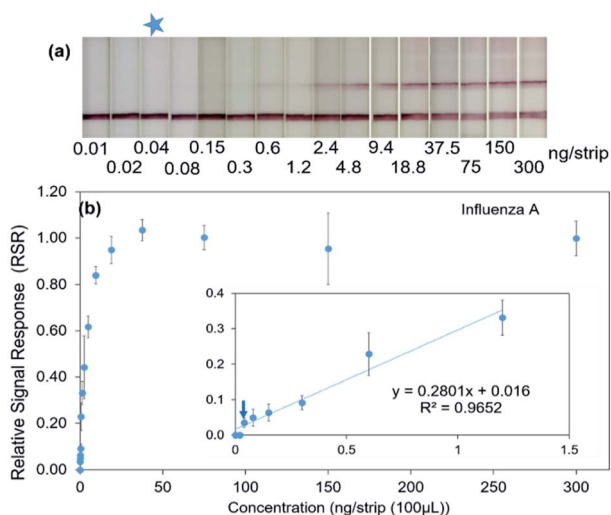 (a)
0.01 0.04 0.15 0.6 2.4 9.4 37.5 150 ng/strip
0.02 0.08 0.3 1.2 4.8 18.8 75 300
(b)
Influenza A
Relative Signal Response (RSR)
1.20
1.00
0.80
0.60
0.40
0.20
0.00
0.4
0.3
0.2
0.1
0.0
y = 0.2801x + 0.016
R² = 0.9652
0 0.5 1 1.5
0 50 100 150 200 250 300
Concentration (ng/strip (100µL))